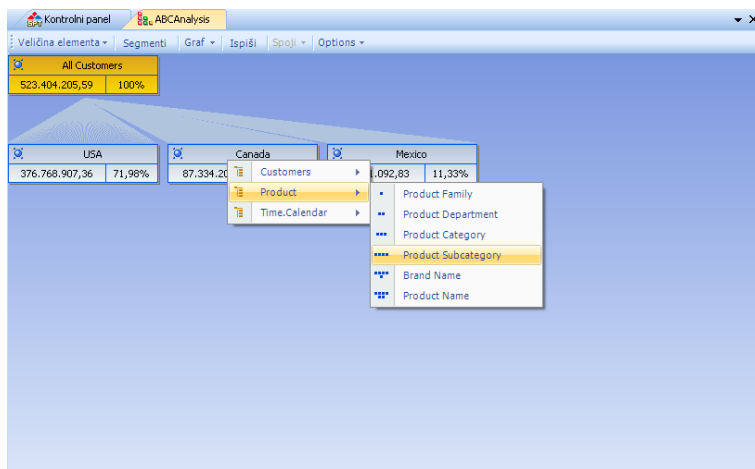 Kontrolni panel ABCAnalysis
Veličina elementa Segmenti Graf Ispiši Spoji Options
All Customers
523.404.205,59 100%
USA Canada Mexico
376.768.907,36 71,98% 87.334.20 .092,83 11,33%
Customers
Product
Time.Calendar
Product Family
Product Department
Product Category
Product Subcategory
Brand Name
Product Name